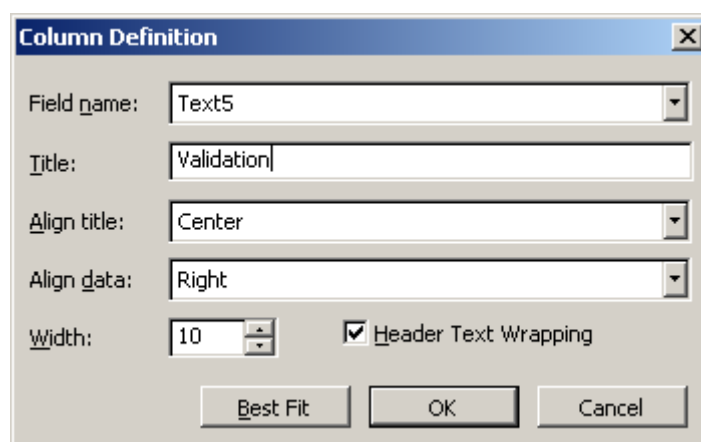 Column Definition
Field name: Text5
Title: Validation
Align title: Center
Align data: Right
Width: 10 Header Text Wrapping
Best Fit OK Cancel